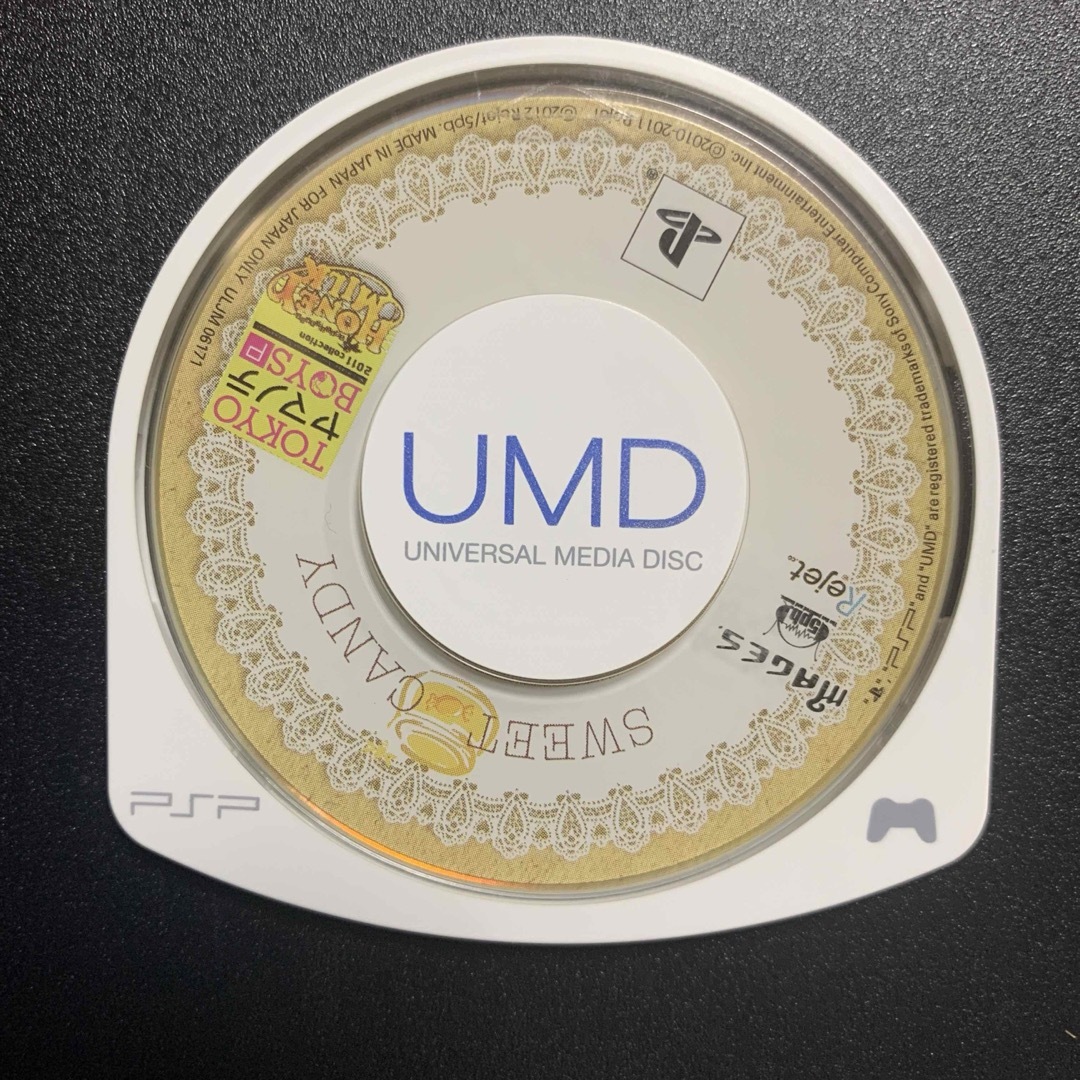 UMD
UNIVERSAL MEDIA DISC
PSP
TOKYO
ヤマノテ
BOYS P
2011 collection
HONEY
MILK
SWEET CANDY
MAGES.
5pb.
Rejet
"PSP" and "UMD" are registered trademarks of Sony Computer Entertainment Inc. ©2010-2011 Rejet ©2012 Rejet/5pb. MADE IN JAPAN FOR JAPAN ONLY ULJM 06171
®